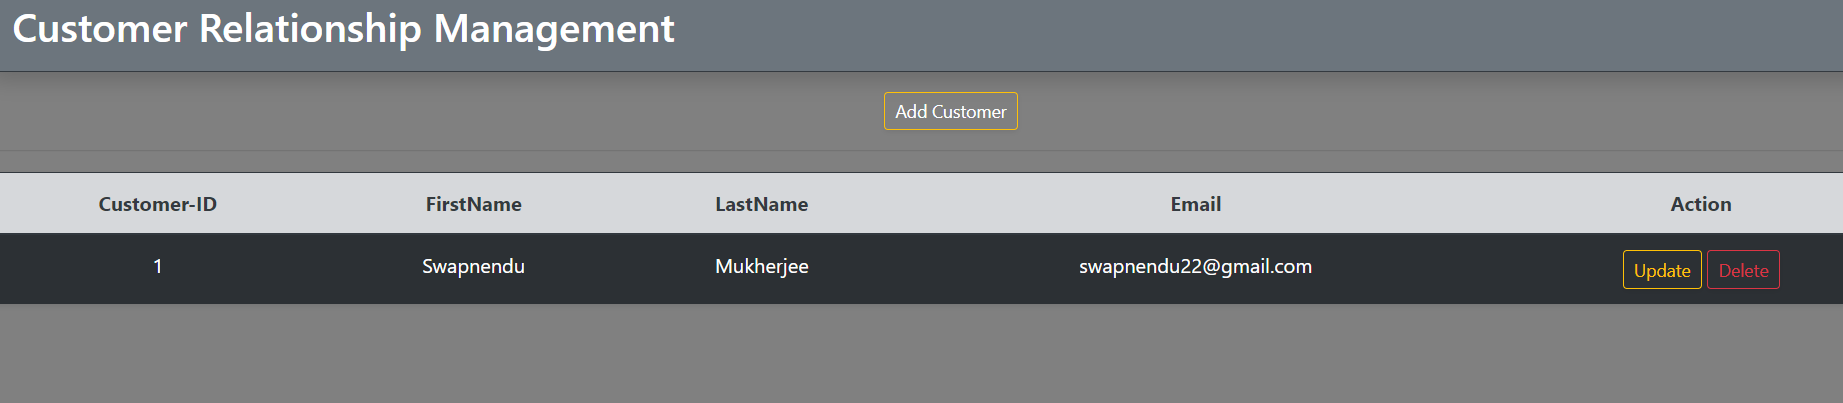 Customer Relationship Management
Add Customer
Customer-ID FirstName LastName Email Action
1 Swapnendu Mukherjee swapnendu22@gmail.com Update Delete